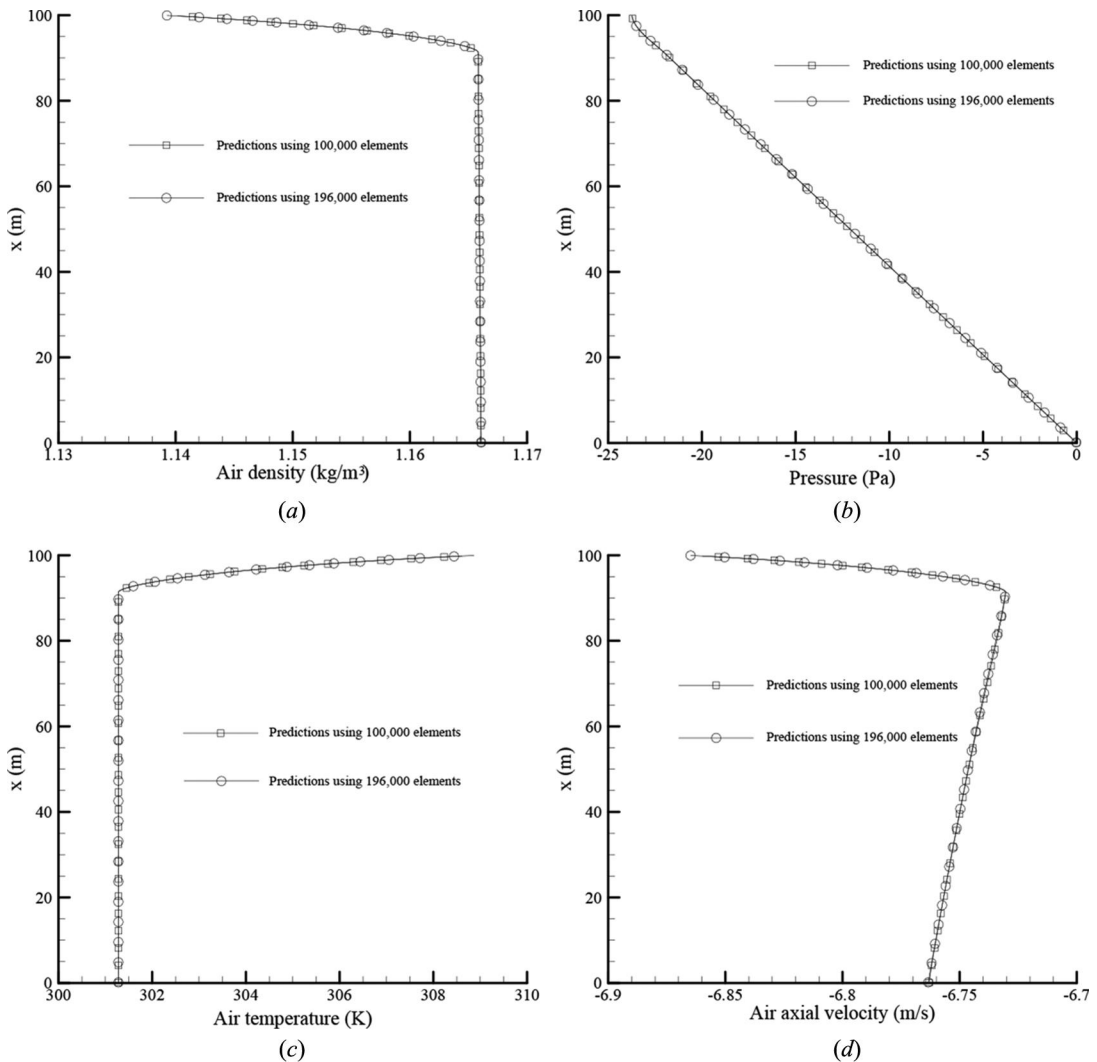 100
80
60
40
20
0
x (m)
Predictions using 100,000 elements
Predictions using 196,000 elements
1.13 1.14 1.15 1.16 1.17
Air density (kg/m³)
(a)
100
80
60
40
20
0
x (m)
Predictions using 100,000 elements
Predictions using 196,000 elements
-25 -20 -15 -10 -5 0
Pressure (Pa)
(b)
100
80
60
40
20
0
x (m)
Predictions using 100,000 elements
Predictions using 196,000 elements
300 302 304 306 308 310
Air temperature (K)
(c)
100
80
60
40
20
0
x (m)
Predictions using 100,000 elements
Predictions using 196,000 elements
-6.9 -6.85 -6.8 -6.75 -6.7
Air axial velocity (m/s)
(d)